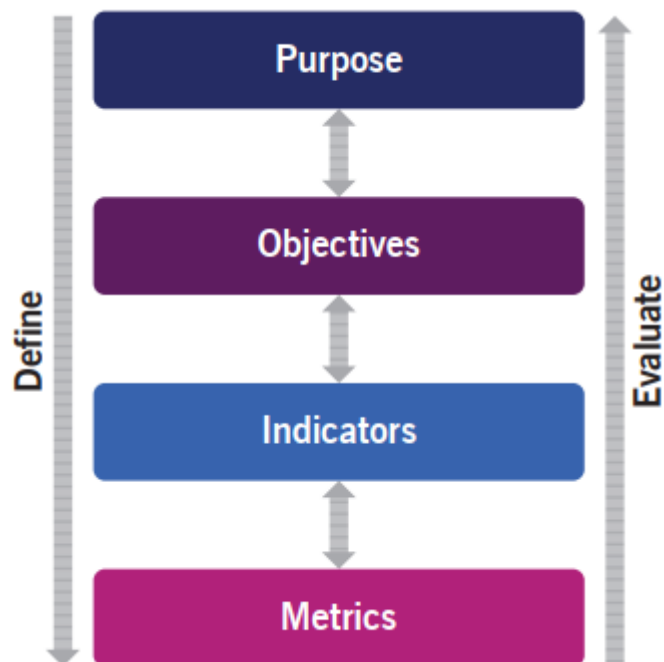 Purpose
Objectives
Define
Evaluate
Indicators
Metrics